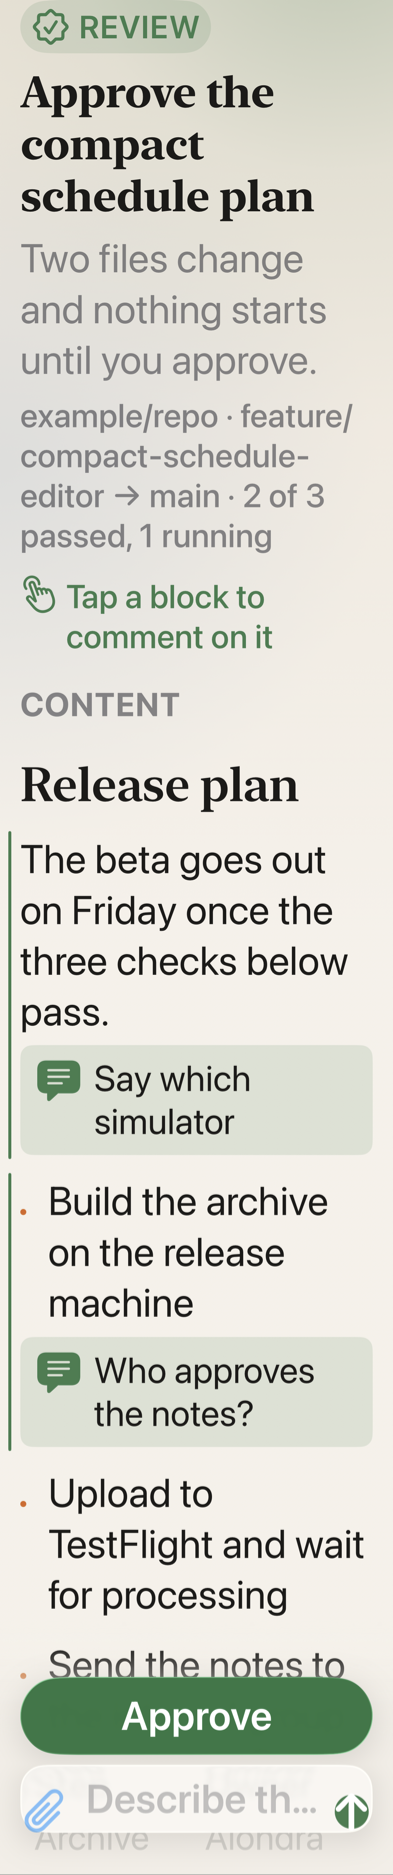 REVIEW
Approve the
compact
schedule plan
Two files change
and nothing starts
until you approve.
example/repo · feature/
compact-schedule-
editor → main · 2 of 3
passed, 1 running
Tap a block to
comment on it
CONTENT
Release plan
The beta goes out
on Friday once the
three checks below
pass.
Say which
simulator
• Build the archive
on the release
machine
Who approves
the notes?
• Upload to
TestFlight and wait
for processing
• Send the notes to
Approve
Describe th...
Archive Alondra